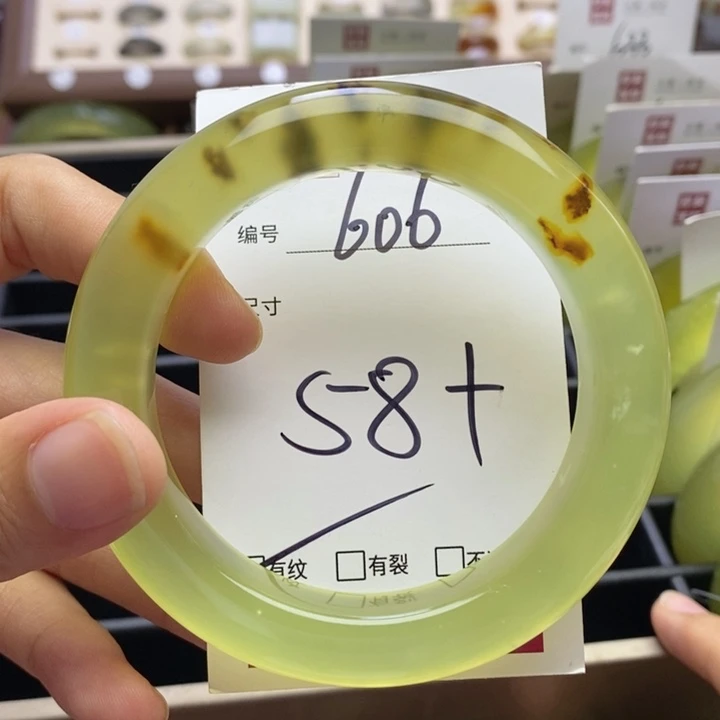 编号 606
尺寸
58+
有纹 有裂